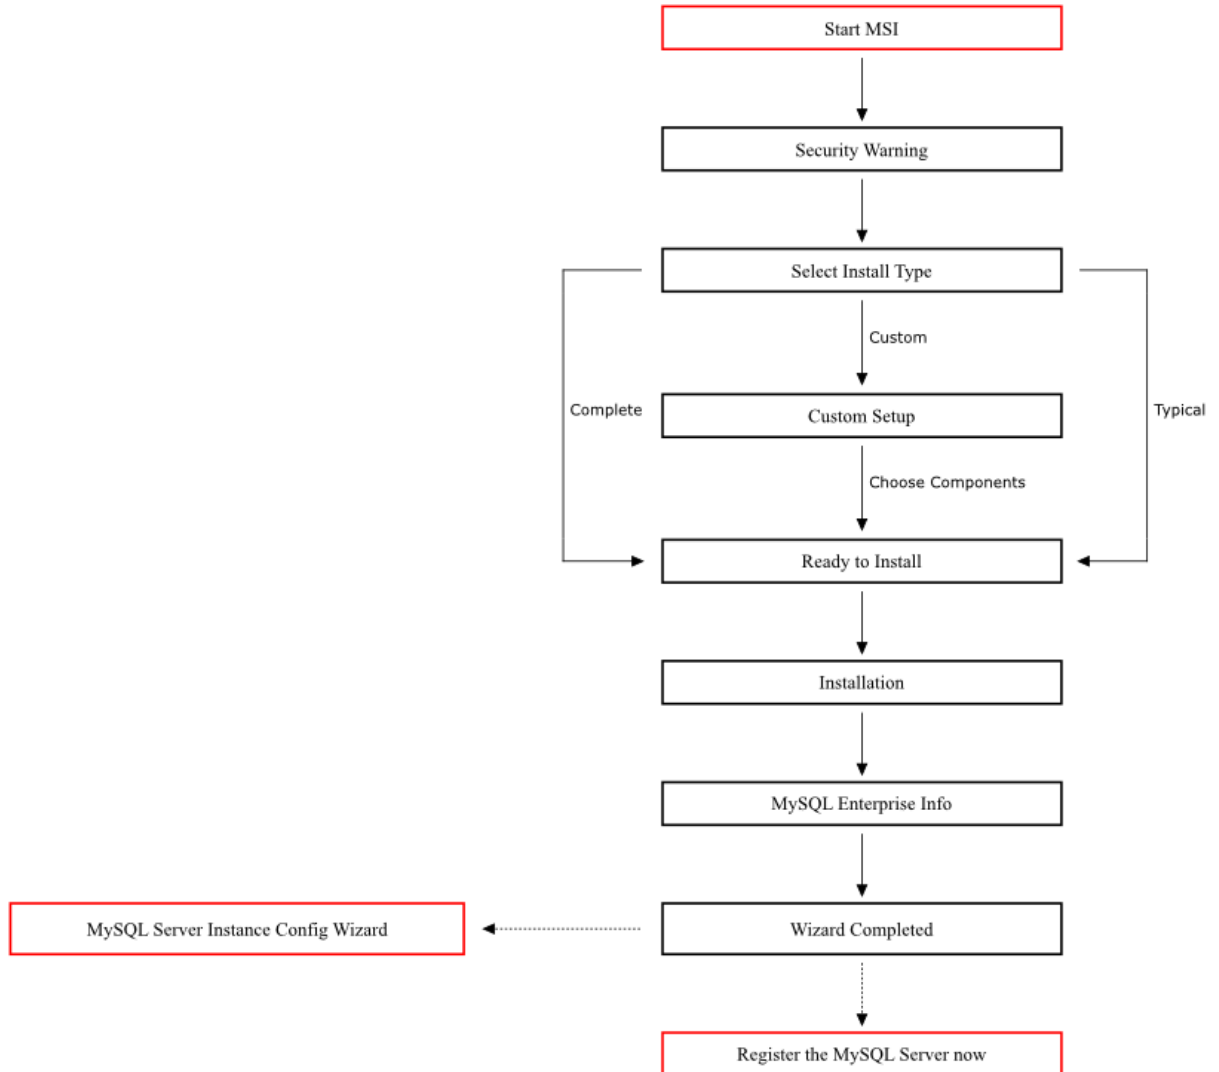 Start MSI
Security Warning
Select Install Type
Custom
Complete
Custom Setup
Typical
Choose Components
Ready to Install
Installation
MySQL Enterprise Info
MySQL Server Instance Config Wizard
Wizard Completed
Register the MySQL Server now